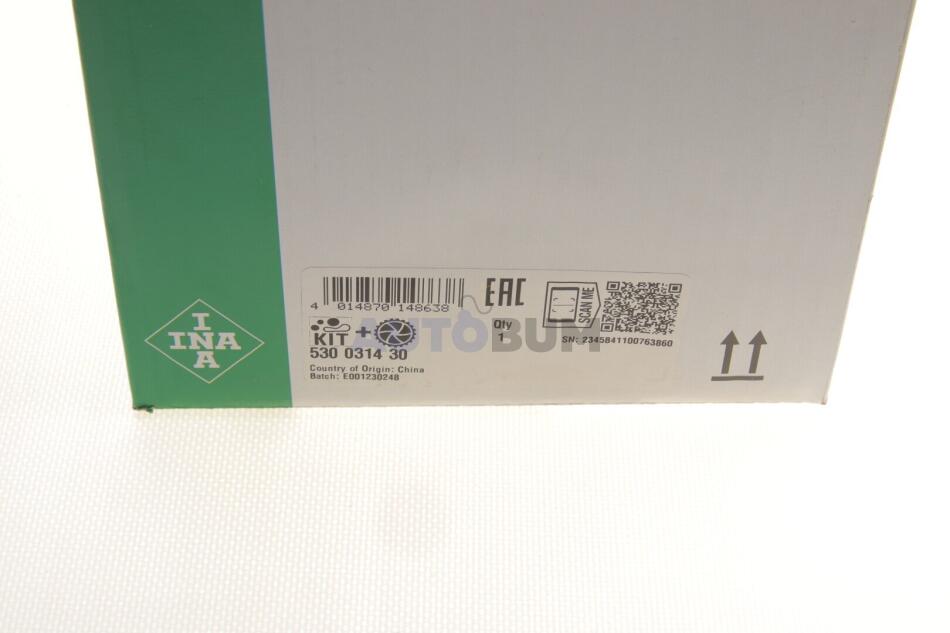 INA
INA
4 014870 148638
EAC
SCAN ME
KIT +
Qty
1
AUTOBUM
SN: 2345841100763860
530 0314 30
Country of Origin: China
Batch: E001230248